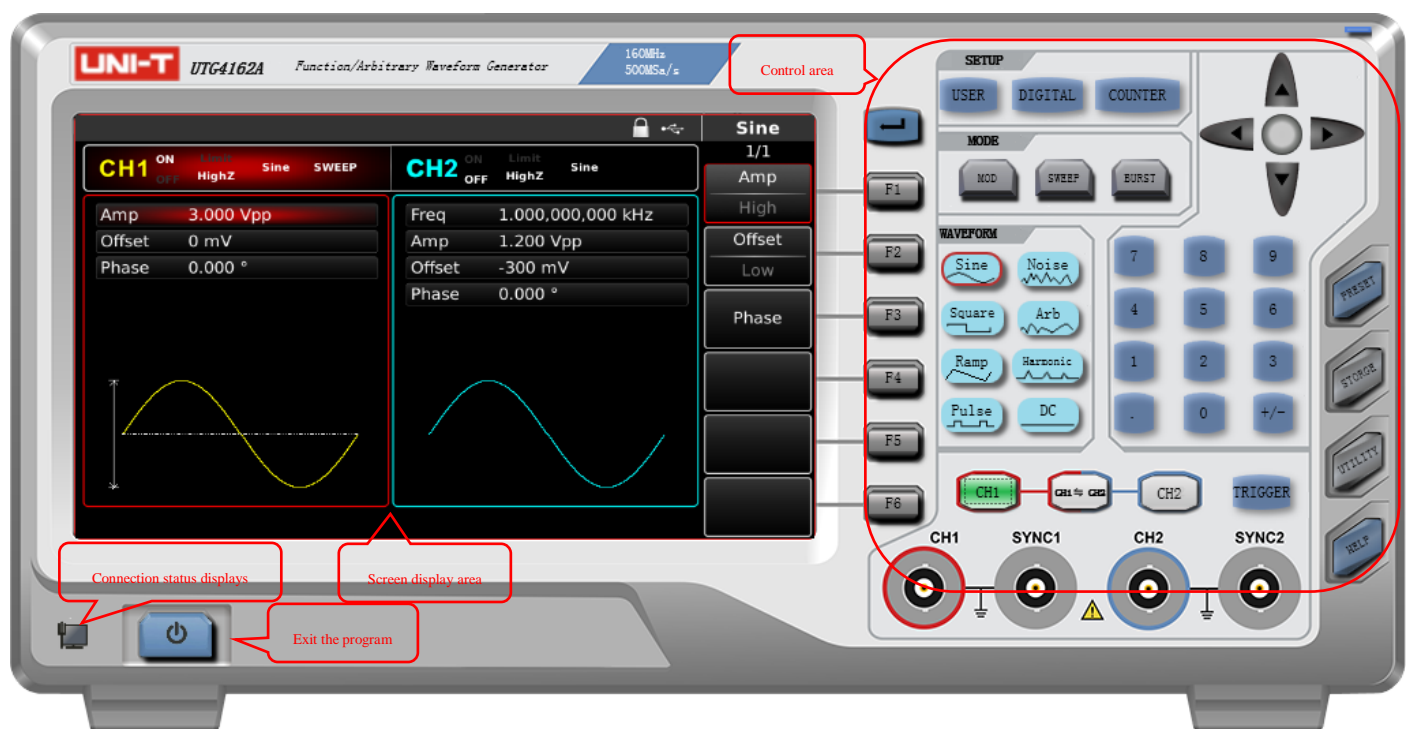 UNI-T UTG4162A Function/Arbitrary Waveform Generator
160MHz
500MSa/s
Control area
Sine
1/1
CH1 ON OFF Limit HighZ Sine SWEEP
CH2 ON OFF Limit HighZ Sine
Amp 3.000 Vpp
Offset 0 mV
Phase 0.000 °
Freq 1.000,000,000 kHz
Amp 1.200 Vpp
Offset -300 mV
Phase 0.000 °
Amp
High
Offset
Low
Phase
F1
F2
F3
F4
F5
F6
SETUP
USER DIGITAL COUNTER
MODE
MOD SWEEP BURST
WAVEFORM
Sine Noise
Square Arb
Ramp Harmonic
Pulse DC
7 8 9
4 5 6
1 2 3
. 0 +/-
PRESET
STORGE
UTILITY
HELP
CH1 CH1⇆CH2 CH2 TRIGGER
CH1 SYNC1 CH2 SYNC2
Connection status displays
Screen display area
Exit the program